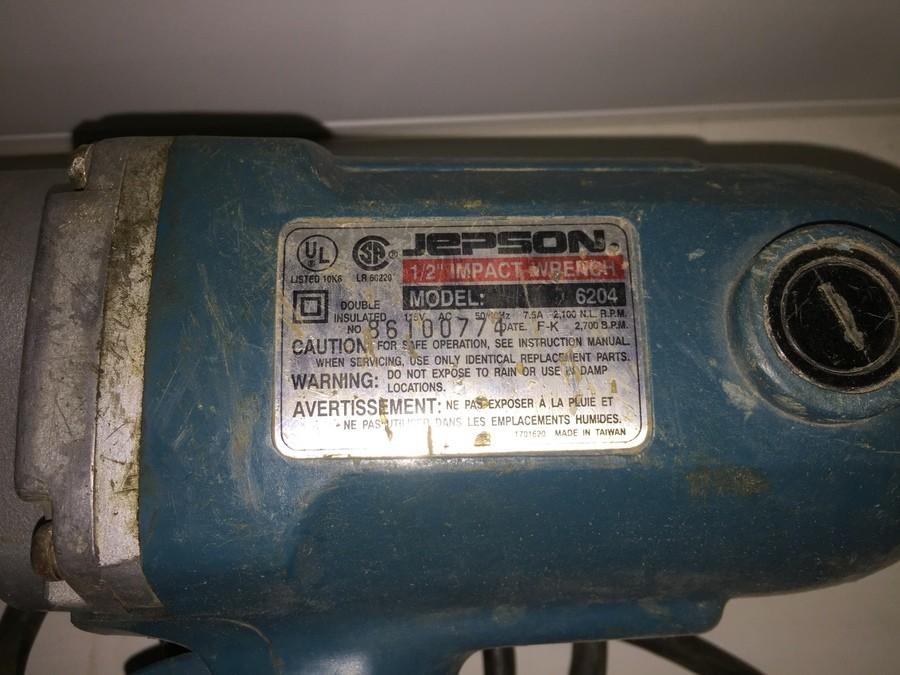 UL
LISTED 10K6
SA ®
LR 60220
JEPSON.
1/2" IMPACT WRENCH
MODEL: 6204
DOUBLE
INSULATED
115V AC 50/60Hz 7.5A 2,100 N.L. R.P.M.
NO 86100774 DATE. F-K 2,700 B.P.M.
CAUTION: FOR SAFE OPERATION, SEE INSTRUCTION MANUAL.
WHEN SERVICING, USE ONLY IDENTICAL REPLACEMENT PARTS.
WARNING: DO NOT EXPOSE TO RAIN OR USE IN DAMP
LOCATIONS.
AVERTISSEMENT: NE PAS EXPOSER À LA PLUIE ET
NE PAS UTILISER DANS LES EMPLACEMENTS HUMIDES.
1701620 MADE IN TAIWAN